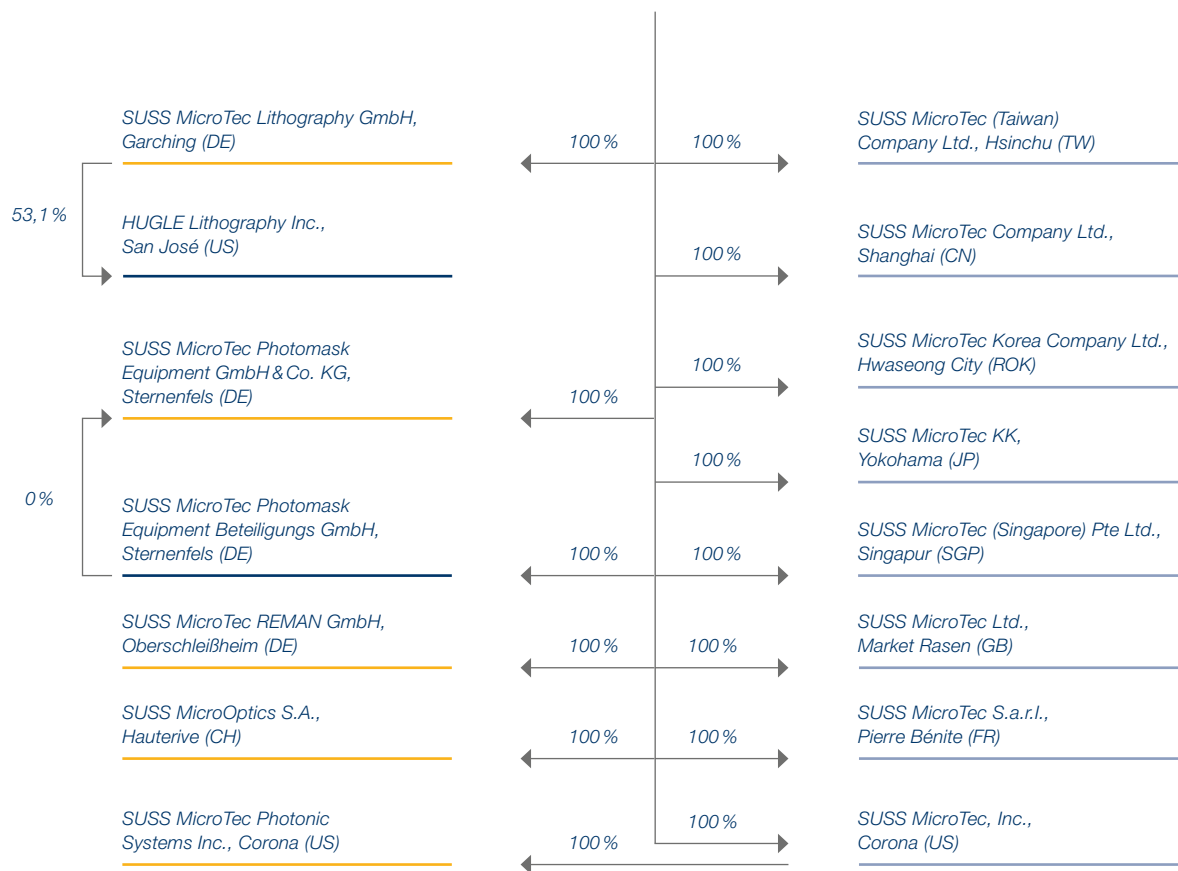 SUSS MicroTec Lithography GmbH,
Garching (DE)
100 %
100 %
SUSS MicroTec (Taiwan)
Company Ltd., Hsinchu (TW)
53,1 %
HUGLE Lithography Inc.,
San José (US)
100 %
SUSS MicroTec Company Ltd.,
Shanghai (CN)
SUSS MicroTec Photomask
Equipment GmbH & Co. KG,
Sternenfels (DE)
100 %
100 %
SUSS MicroTec Korea Company Ltd.,
Hwaseong City (ROK)
100 %
SUSS MicroTec KK,
Yokohama (JP)
0 %
SUSS MicroTec Photomask
Equipment Beteiligungs GmbH,
Sternenfels (DE)
100 %
100 %
SUSS MicroTec (Singapore) Pte Ltd.,
Singapur (SGP)
SUSS MicroTec REMAN GmbH,
Oberschleißheim (DE)
100 %
100 %
SUSS MicroTec Ltd.,
Market Rasen (GB)
SUSS MicroOptics S.A.,
Hauterive (CH)
100 %
100 %
SUSS MicroTec S.a.r.l.,
Pierre Bénite (FR)
SUSS MicroTec Photonic
Systems Inc., Corona (US)
100 %
100 %
SUSS MicroTec, Inc.,
Corona (US)